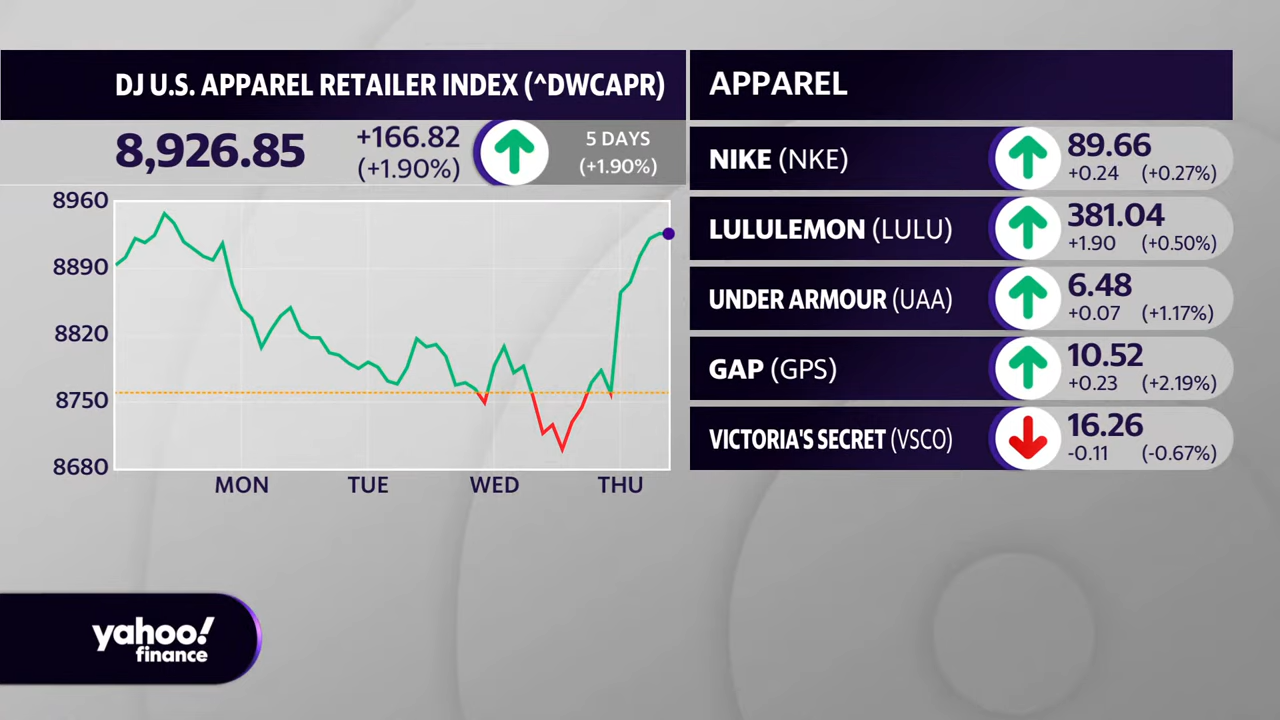 DJ U.S. APPAREL RETAILER INDEX (^DWCAPR)
8,926.85
+166.82
(+1.90%)
5 DAYS
(+1.90%)
8960
8890
8820
8750
8680
MON TUE WED THU
APPAREL
NIKE (NKE)
89.66
+0.24 (+0.27%)
LULULEMON (LULU)
381.04
+1.90 (+0.50%)
UNDER ARMOUR (UAA)
6.48
+0.07 (+1.17%)
GAP (GPS)
10.52
+0.23 (+2.19%)
VICTORIA'S SECRET (VSCO)
16.26
-0.11 (-0.67%)
yahoo!
finance